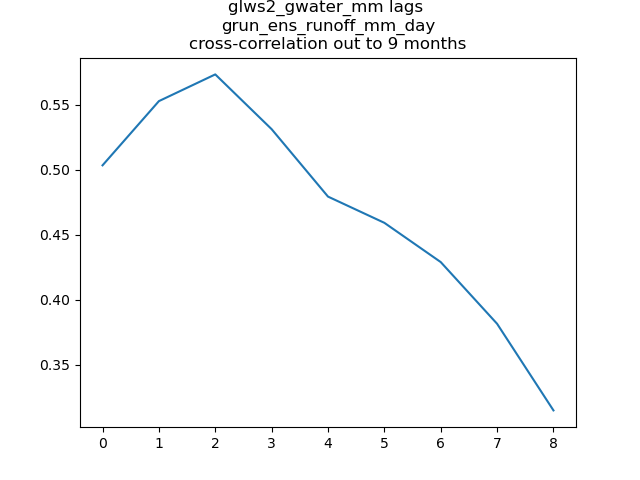 glws2_gwater_mm lags
grun_ens_runoff_mm_day
cross-correlation out to 9 months
0.55
0.50
0.45
0.40
0.35
0 1 2 3 4 5 6 7 8